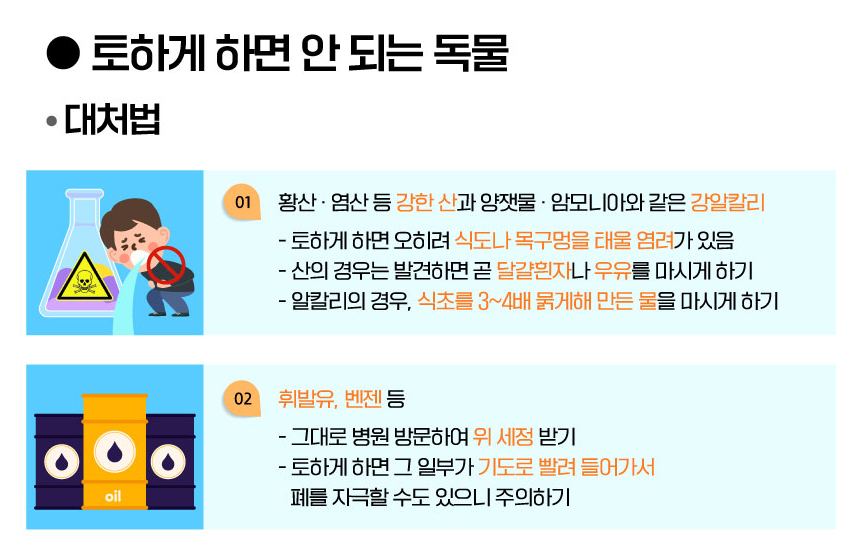 ● 토하게 하면 안 되는 독물
• 대처법
01
황산 · 염산 등 강한 산과 양잿물 · 암모니아와 같은 강알칼리
- 토하게 하면 오히려 식도나 목구멍을 태울 염려가 있음
- 산의 경우는 발견하면 곧 달걀흰자나 우유를 마시게 하기
- 알칼리의 경우, 식초를 3~4배 묽게해 만든 물을 마시게 하기
02
휘발유, 벤젠 등
- 그대로 병원 방문하여 위 세정 받기
- 토하게 하면 그 일부가 기도로 빨려 들어가서
폐를 자극할 수도 있으니 주의하기
oil